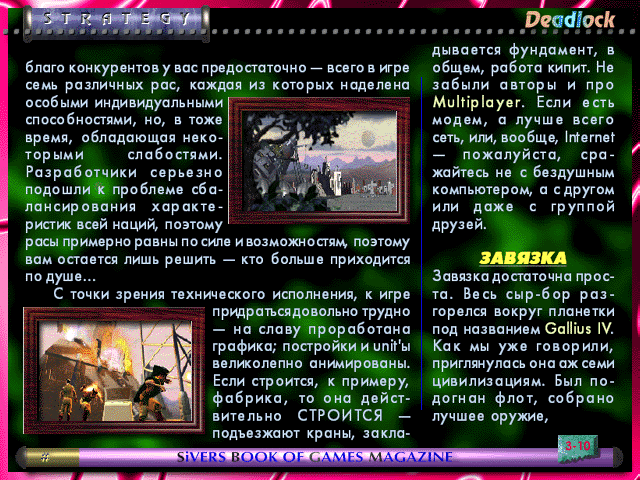 STRATEGY
Deadlock
благо конкурентов у вас предостаточно — всего в игре
семь различных рас, каждая из которых наделена
особыми индивидуальными
способностями, но, в тоже
время, обладающая неко-
торыми слабостями.
Разработчики серьезно
подошли к проблеме сба-
лансирования характе-
ристик всей наций, поэтому
расы примерно равны по силе и возможностям, поэтому
вам остается лишь решить — кто больше приходится
по душе...
С точки зрения технического исполнения, к игре
придраться довольно трудно
— на славу проработана
графика; постройки и unit'ы
великолепно анимированы.
Если строится, к примеру,
фабрика, то она дейст-
вительно СТРОИТСЯ —
подъезжают краны, закла-
дывается фундамент, в
общем, работа кипит. Не
забыли авторы и про
Multiplayer. Если есть
модем, а лучше всего
сеть, или, вообще, Internet
— пожалуйста, сра-
жайтесь не с бездушным
компьютером, а с другом
или даже с группой
друзей.
ЗАВЯЗКА
Завязка достаточна прос-
та. Весь сыр-бор раз-
горелся вокруг планетки
под названием Gallius IV.
Как мы уже говорили,
приглянулась она аж семи
цивилизациям. Был по-
догнан флот, собрано
лучшее оружие,
# SiVERS BOOK OF GAMES MAGAZINE
3-10